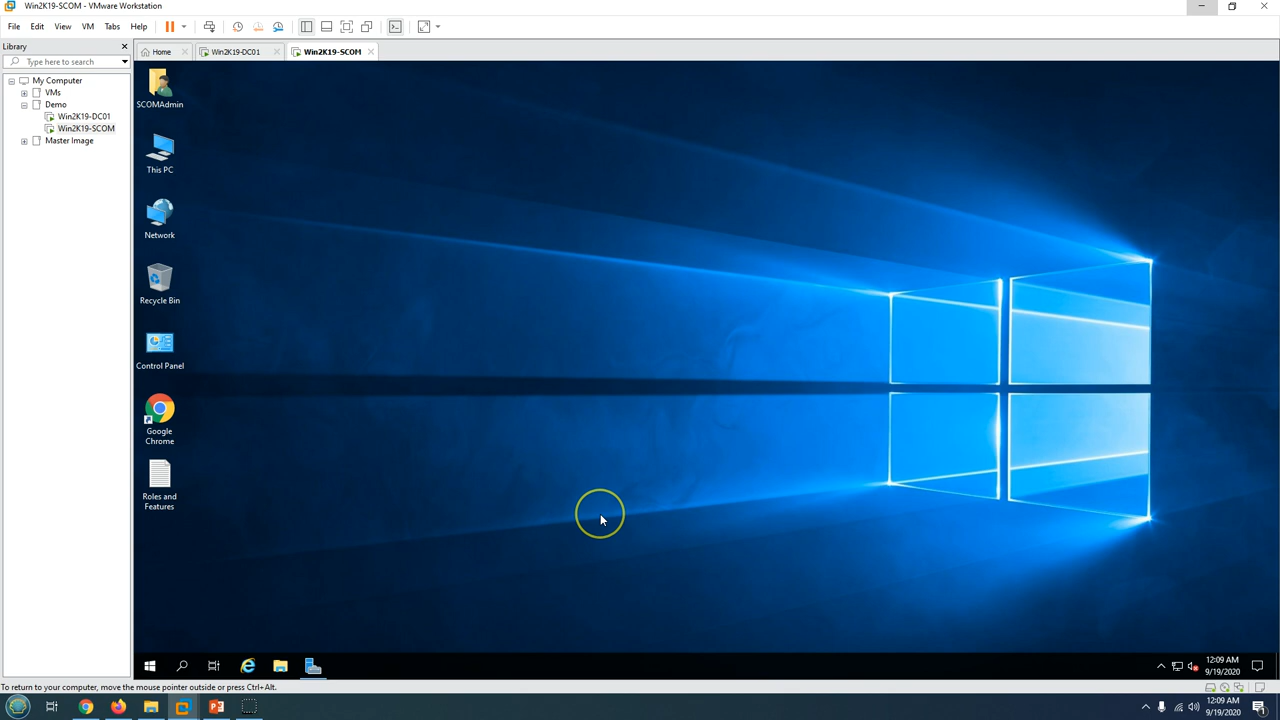 Win2K19-SCOM - VMware Workstation
File Edit View VM Tabs Help
Library
Type here to search
My Computer
VMs
Demo
Win2K19-DC01
Win2K19-SCOM
Master Image
Home
Win2K19-DC01
Win2K19-SCOM
SCOMAdmin
This PC
Network
Recycle Bin
Control Panel
Google
Chrome
Roles and
Features
12:09 AM
9/19/2020
To return to your computer, move the mouse pointer outside or press Ctrl+Alt.
12:09 AM
9/19/2020